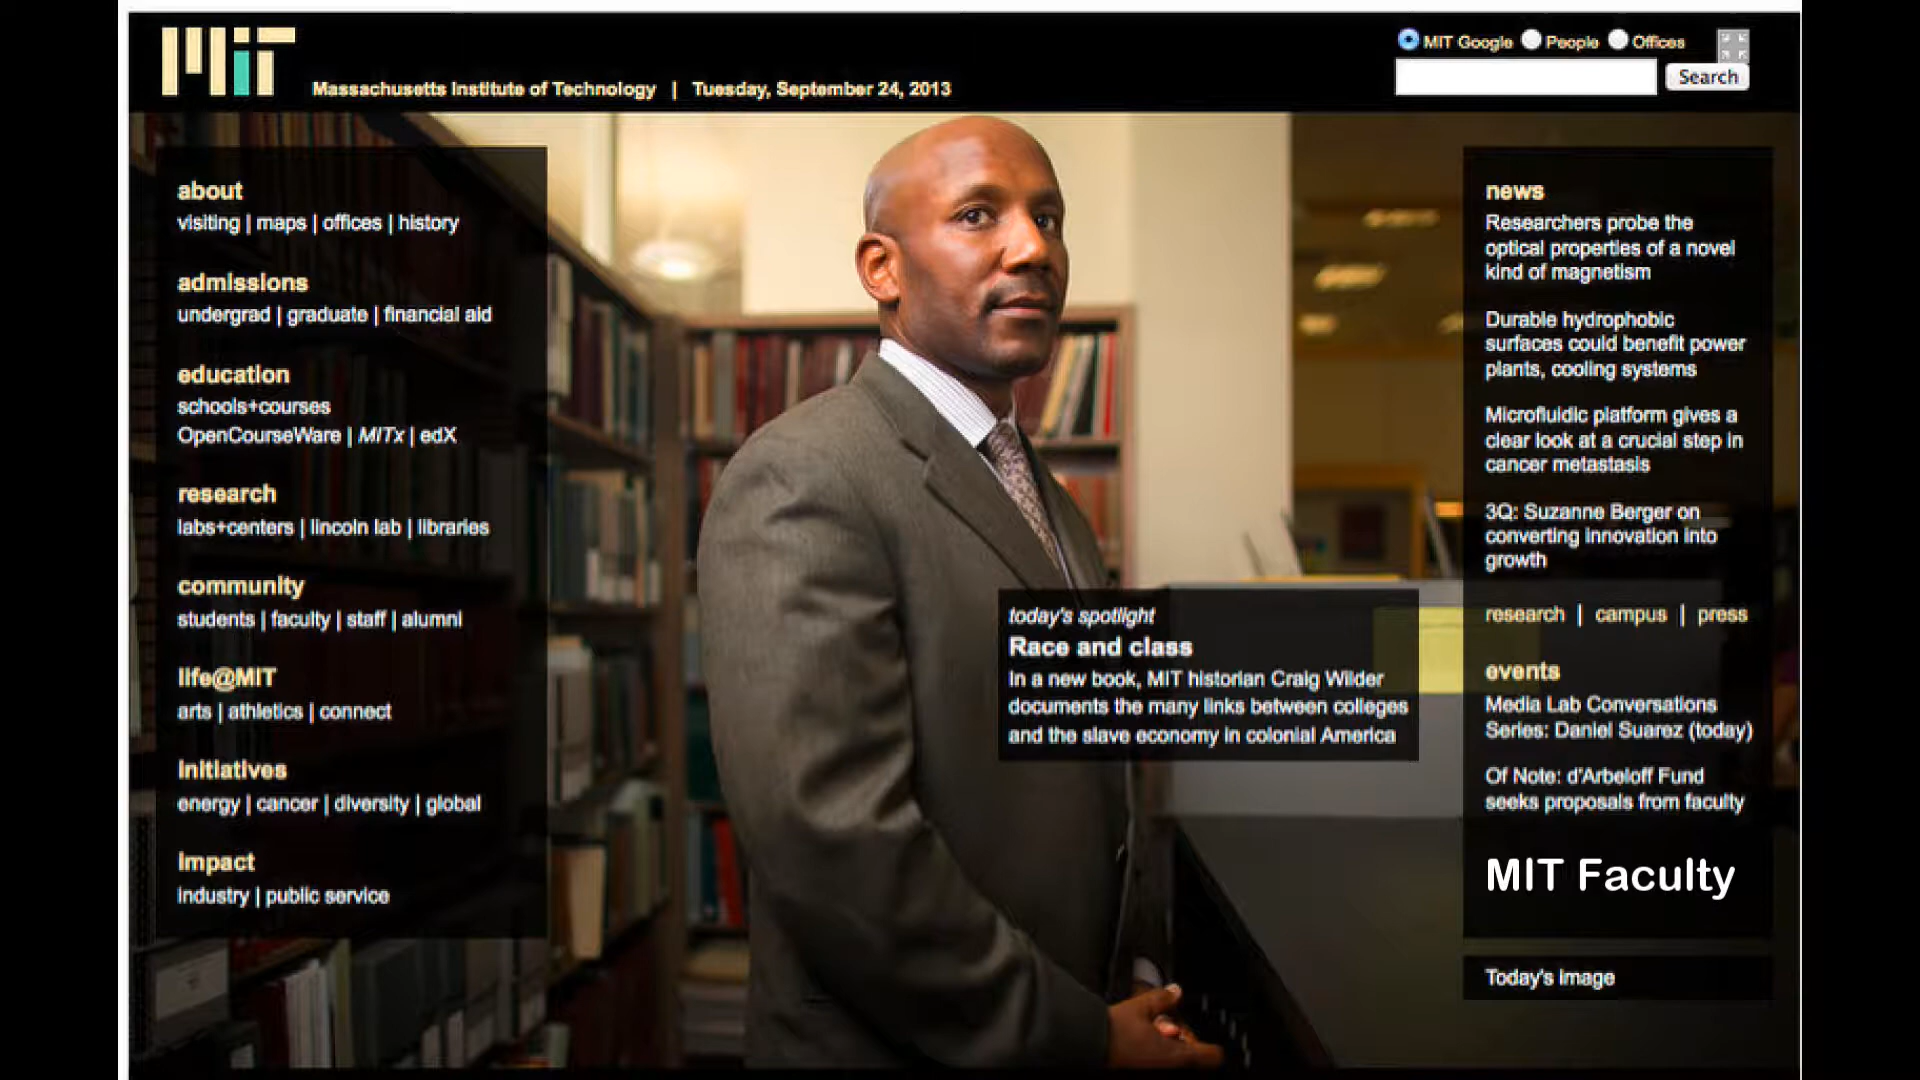 MIT
Massachusetts Institute of Technology | Tuesday, September 24, 2013
MIT Google People Offices
Search
about
visiting | maps | offices | history
admissions
undergrad | graduate | financial aid
education
schools+courses
OpenCourseWare | MITx | edX
research
labs+centers | lincoln lab | libraries
community
students | faculty | staff | alumni
life@MIT
arts | athletics | connect
initiatives
energy | cancer | diversity | global
impact
industry | public service
today's spotlight
Race and class
In a new book, MIT historian Craig Wilder
documents the many links between colleges
and the slave economy in colonial America
news
Researchers probe the
optical properties of a novel
kind of magnetism
Durable hydrophobic
surfaces could benefit power
plants, cooling systems
Microfluidic platform gives a
clear look at a crucial step in
cancer metastasis
3Q: Suzanne Berger on
converting innovation into
growth
research | campus | press
events
Media Lab Conversations
Series: Daniel Suarez (today)
Of Note: d'Arbeloff Fund
seeks proposals from faculty
MIT Faculty
Today's Image